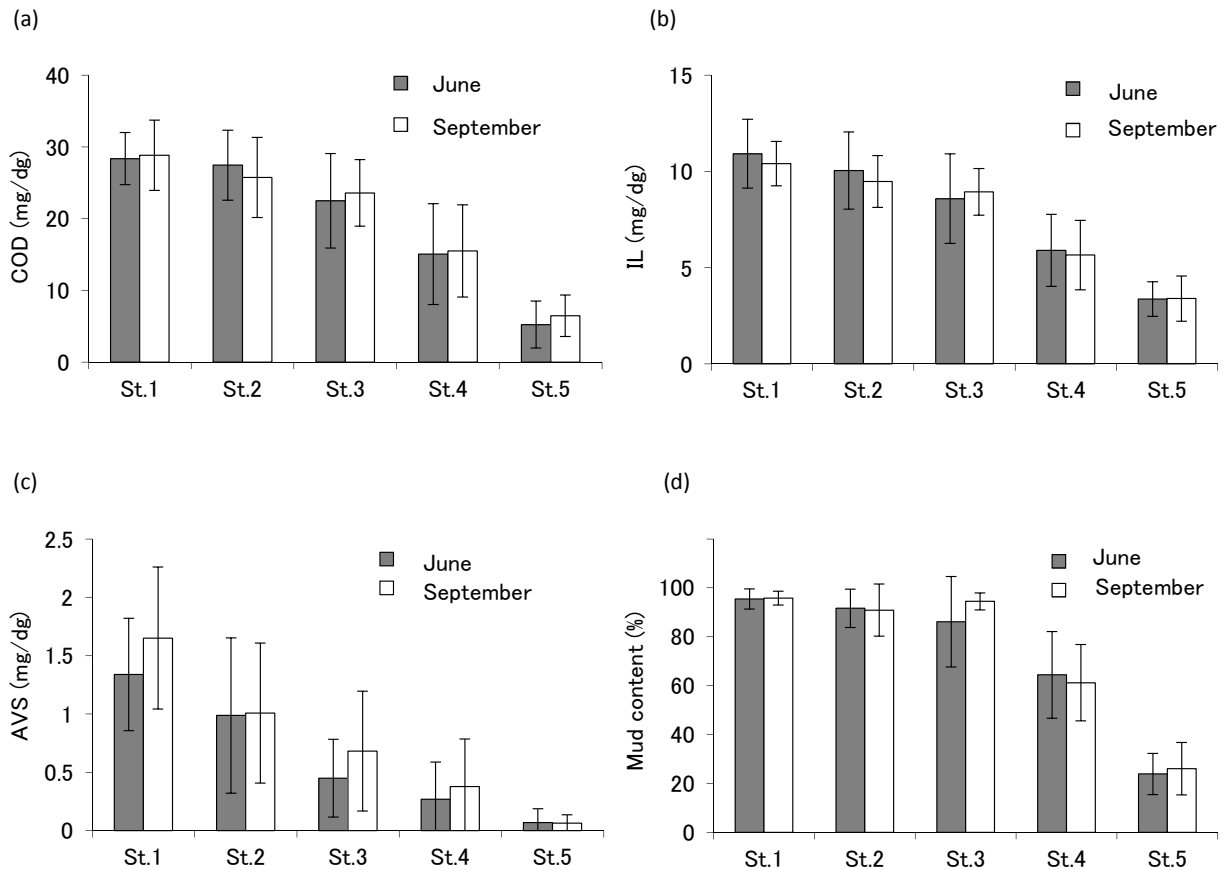 (a)
COD (mg/dg)
40
30
20
10
0
June
September
St.1 St.2 St.3 St.4 St.5
(b)
IL (mg/dg)
15
10
5
0
June
September
St.1 St.2 St.3 St.4 St.5
(c)
AVS (mg/dg)
2.5
2
1.5
1
0.5
0
June
September
St.1 St.2 St.3 St.4 St.5
(d)
Mud content (%)
100
80
60
40
20
0
June
September
St.1 St.2 St.3 St.4 St.5